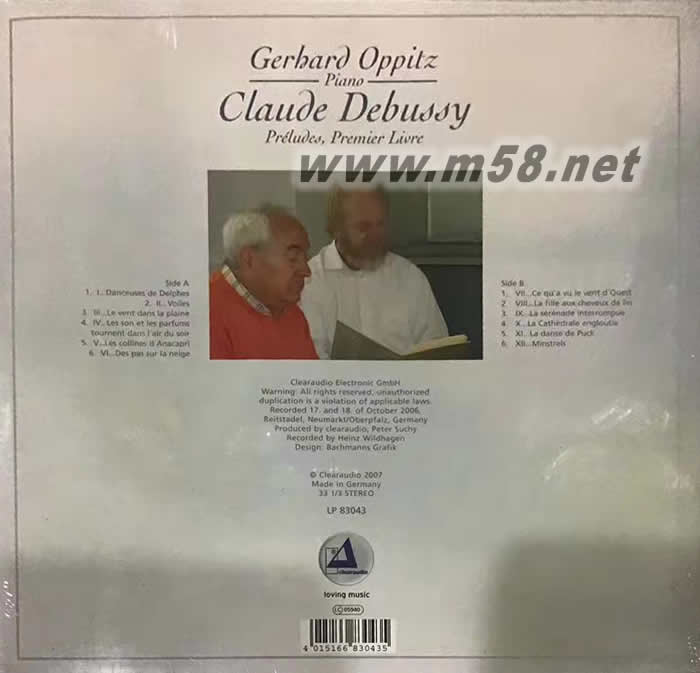 Gerhard Oppitz
Piano
Claude Debussy
Préludes, Premier Livre
www.m58.net
Side A
1. I...Danceuses de Delphes
2. II...Voiles
3. III...Le vent dans la plaine
4. IV...Les son et les parfums
tournent dans l'air du soir
5. V...Les collines d Anacapri
6. VI...Des pas sur la neige
Side B
1. VII...Ce qu'a vu le vent d'Ouest
2. VIII...La fille aux cheveux de lin
3. IX...La serenade interrompue
4. X...La Cathédrale engloutie
5. XI...La danse de Puck
6. XII...Minstrels
Clearaudio Electronic GmbH
Warning: All rights reserved, unauthorized
duplication is a violation of applicable laws.
Recorded 17. and 18. of October 2006,
Reitstadel, Neumarkt/Oberpfalz, Germany
Produced by clearaudio, Peter Suchy
Recorded by Heinz Wildhagen
Design: Bachmanns Grafik
© Clearaudio 2007
Made in Germany
33 1/3 STEREO
LP 83043
clearaudio
loving music
LC 05940
4 015166 830435